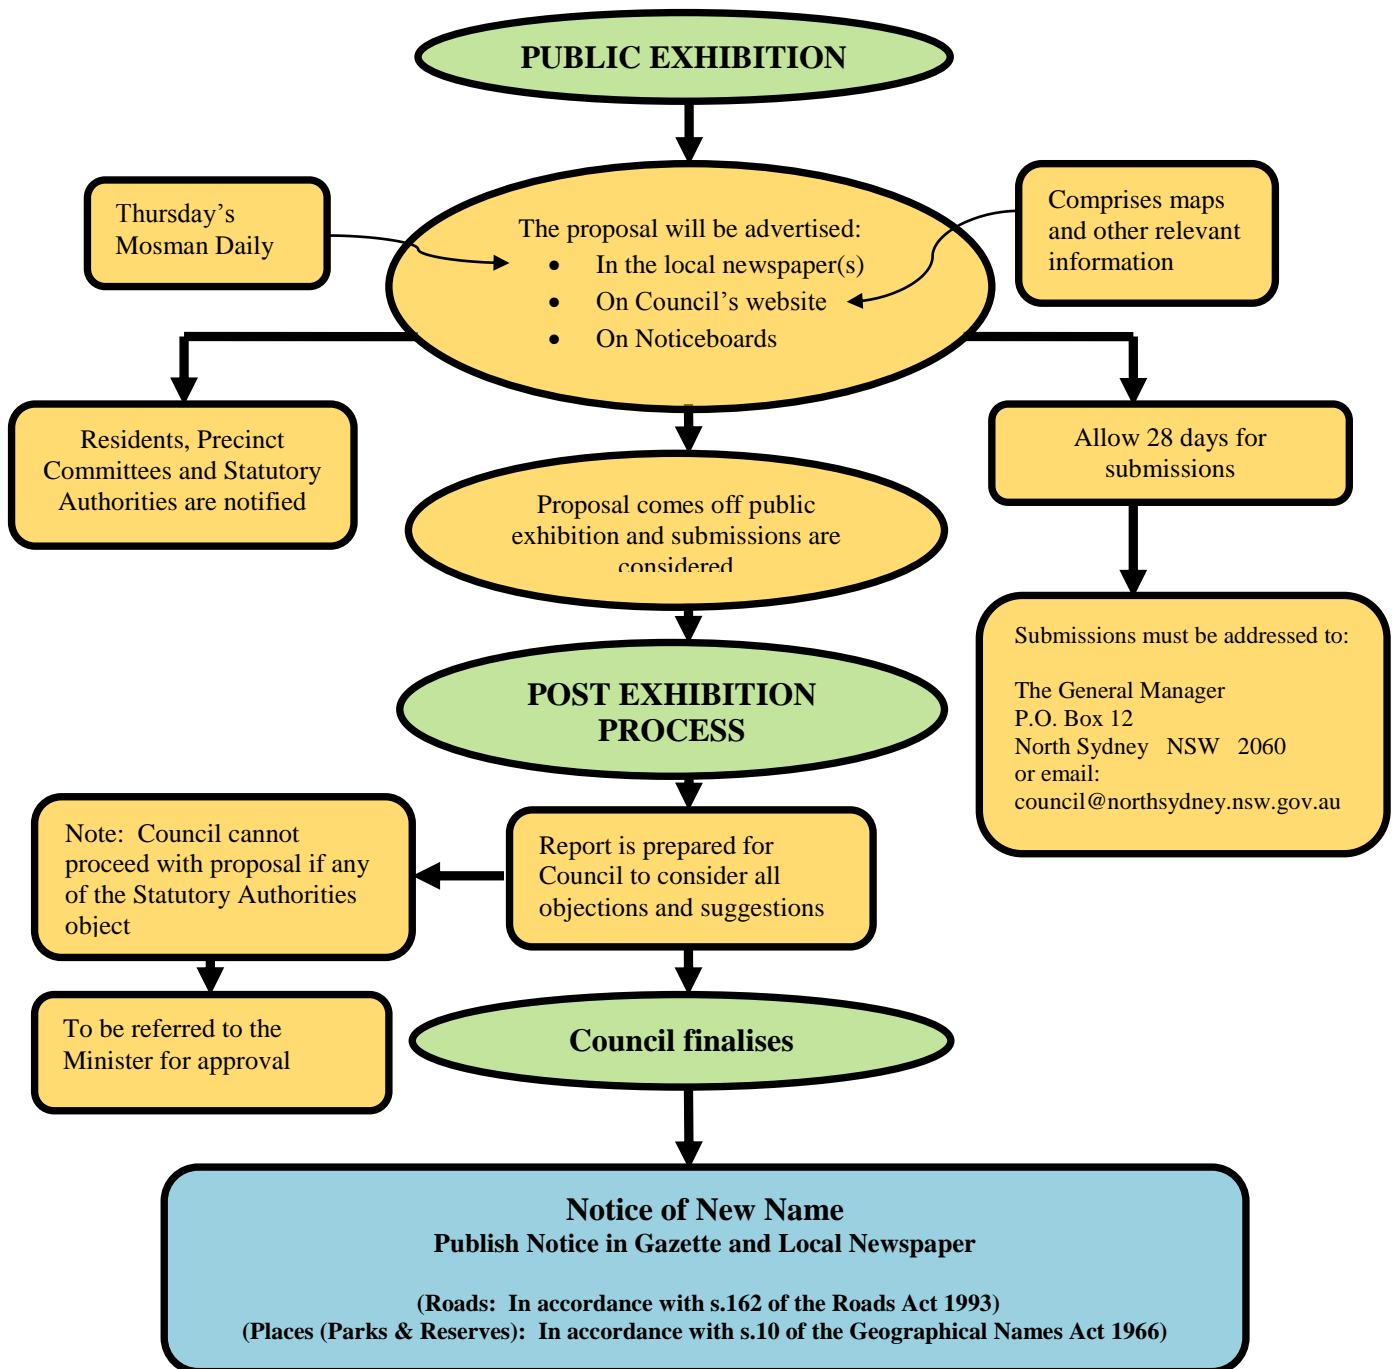 PUBLIC EXHIBITION
Thursday’s
Mosman Daily
The proposal will be advertised:
• In the local newspaper(s)
• On Council’s website
• On Noticeboards
Comprises maps
and other relevant
information
Residents, Precinct
Committees and Statutory
Authorities are notified
Allow 28 days for
submissions
Proposal comes off public
exhibition and submissions are
considered
Submissions must be addressed to:
The General Manager
P.O. Box 12
North Sydney NSW 2060
or email:
council@northsydney.nsw.gov.au
POST EXHIBITION
PROCESS
Note: Council cannot
proceed with proposal if any
of the Statutory Authorities
object
Report is prepared for
Council to consider all
objections and suggestions
To be referred to the
Minister for approval
Council finalises
Notice of New Name
Publish Notice in Gazette and Local Newspaper
(Roads: In accordance with s.162 of the Roads Act 1993)
(Places (Parks & Reserves): In accordance with s.10 of the Geographical Names Act 1966)